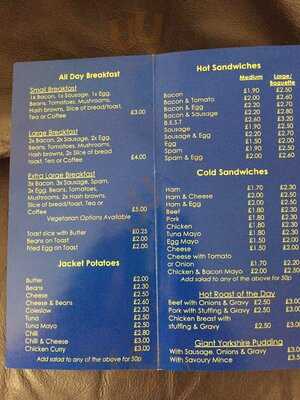 All Day Breakfast
Small Breakfast
1x Bacon, 1x Sausage, 1x Egg,
Beans, Tomatoes, Mushrooms,
Hash browns, Slice of bread/toast,
Tea or Coffee £3.00
Large Breakfast
2x Bacon, 2x Sausage, 2x Egg,
Beans, Tomatoes, Mushrooms,
Hash browns, 2x Slice of bread
toast, Tea or Coffee £4.00
Extra Large Breakfast
3x Bacon, 3x Sausage, Spam,
3x Egg, Beans, Tomatoes,
Mushrooms, 3x Hash browns,
Slice of bread/toast, Tea or
Coffee £5.00
Vegetarian Options Available
Toast slice with Butter £0.25
Beans on Toast £2.00
Fried Egg on Toast £2.00
Jacket Potatoes
Butter £2.00
Beans £2.30
Cheese £2.50
Cheese & Beans £2.60
Coleslaw £2.50
Tuna £2.50
Tuna Mayo £2.50
Chilli £2.80
Chilli & Cheese £3.00
Chicken Curry £3.00
Add salad to any of the above for 50p
Hot Sandwiches
Medium Large/
Baguette
Bacon £1.90 £2.50
Bacon & Tomato £2.00 £2.60
Bacon & Egg £2.20 £2.70
Bacon & Sausage £2.20 £2.80
B.E.S.T £2.60 £3.20
Sausage £1.90 £2.50
Sausage & Egg £2.20 £2.70
Egg £1.50 £2.00
Spam £1.90 £2.50
Spam & Egg £2.00 £2.60
Cold Sandwiches
Ham £1.70 £2.30
Ham & Cheese £2.00 £2.50
Ham & Egg £2.00 £2.50
Beef £1.80 £2.30
Pork £1.80 £2.30
Chicken £1.80 £2.30
Tuna Mayo £1.80 £2.30
Egg Mayo £1.50 £2.00
Cheese £1.50 £2.00
Cheese with Tomato
or Onion £1.70 £2.20
Chicken & Bacon Mayo £2.00 £2.50
Add salad to any of the above for 50p
Hot Roast of the Day
Beef with Onions & Gravy £2.50 £3.00
Pork with Stuffing & Gravy £2.50 £3.00
Chicken Breast with
stuffing & Gravy £2.50 £3.00
Giant Yorkshire Pudding
With Sausage, Onions & Gravy £3.00
With Savoury Mince £3.50